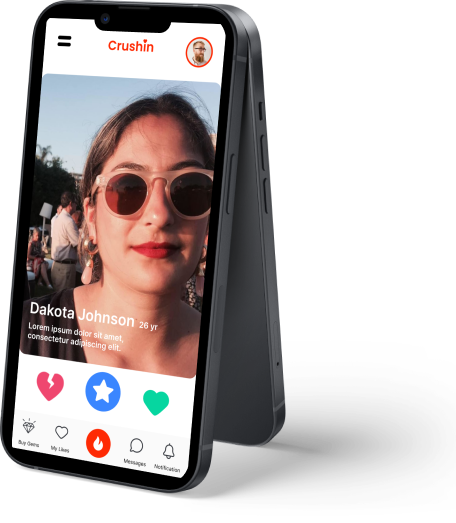 Crushin
Dakota Johnson 26 yr
Lorem ipsum dolor sit amet,
consectetur adipiscing elit.
Buy Gems
My Likes
Messages
Notification